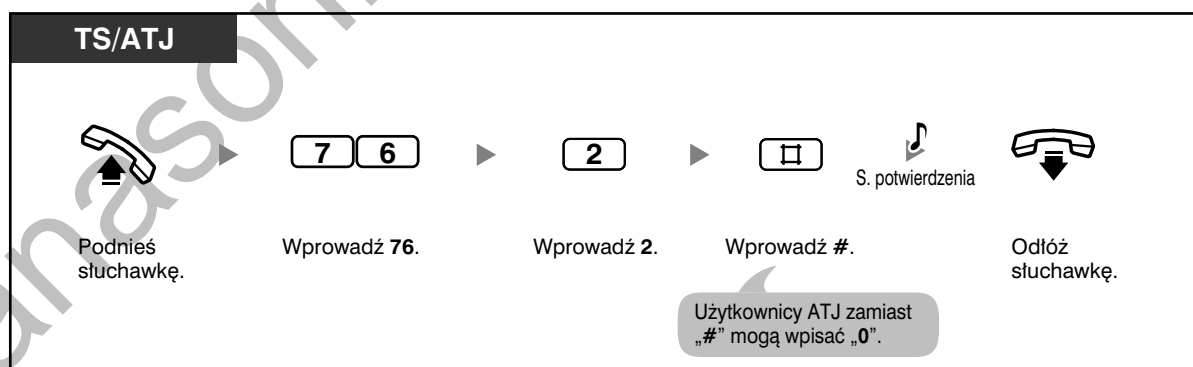 TS/ATJ
7 6
2
S. potwierdzenia
Podnieś
słuchawkę.
Wprowadź 76.
Wprowadź 2.
Wprowadź #.
Odłóż
słuchawkę.
Użytkownicy ATJ zamiast
„#” mogą wpisać „0”.